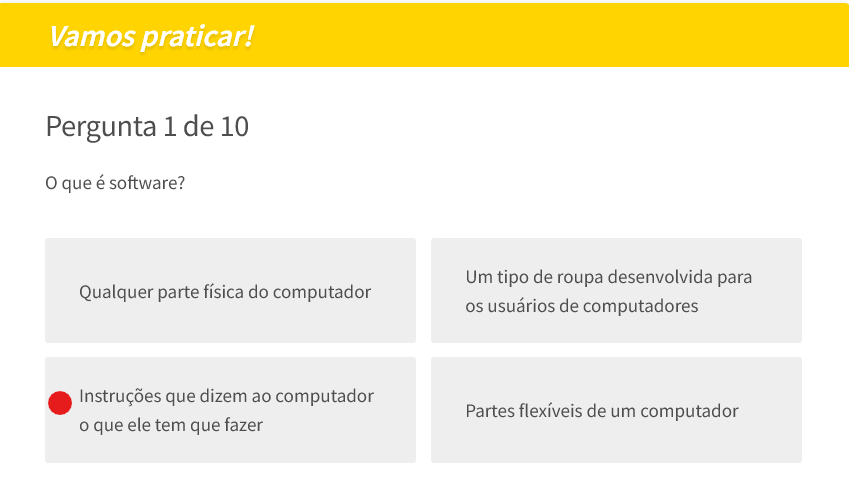 Vamos praticar!
Pergunta 1 de 10
O que é software?
Qualquer parte física do computador
Um tipo de roupa desenvolvida para
os usuários de computadores
Instruções que dizem ao computador
o que ele tem que fazer
Partes flexíveis de um computador